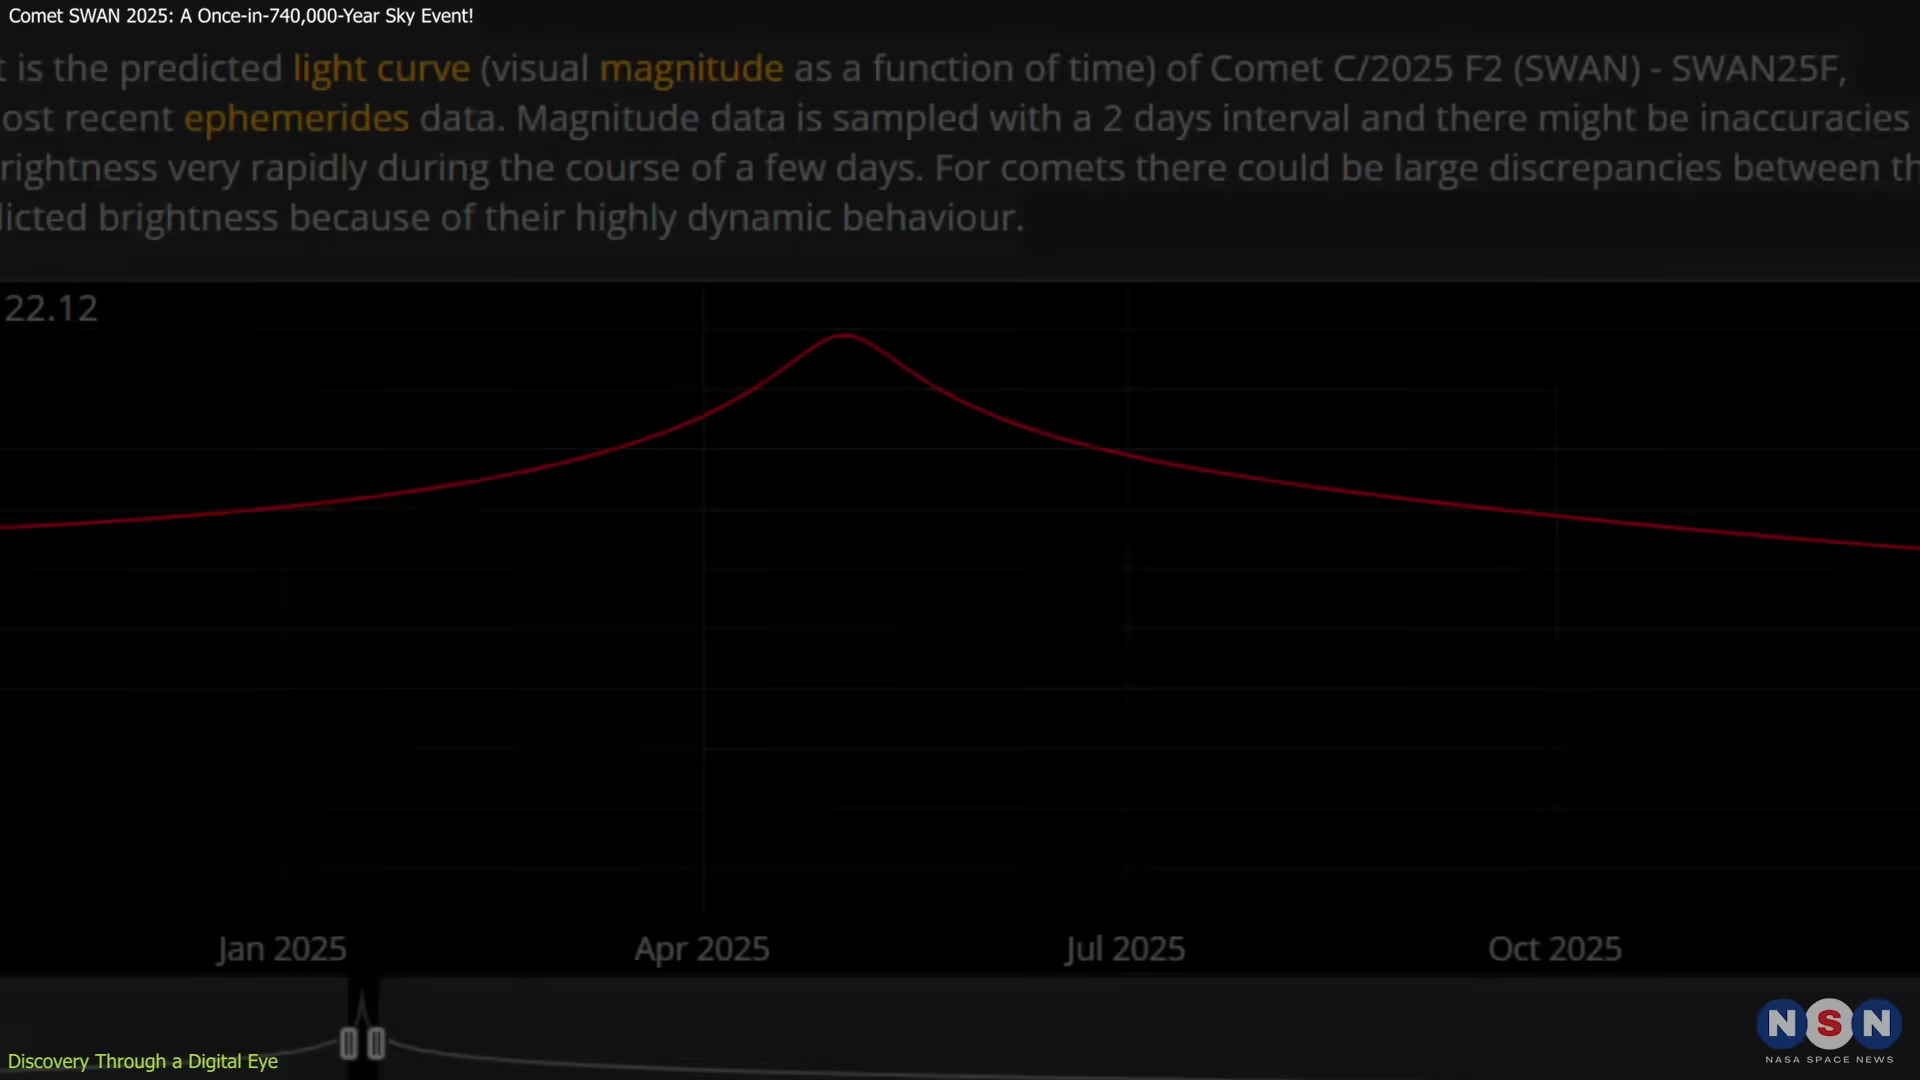 Comet SWAN 2025: A Once-in-740,000-Year Sky Event!
t is the predicted light curve (visual magnitude as a function of time) of Comet C/2025 F2 (SWAN) - SWAN25F,
ost recent ephemerides data. Magnitude data is sampled with a 2 days interval and there might be inaccuracies
rightness very rapidly during the course of a few days. For comets there could be large discrepancies between th
licted brightness because of their highly dynamic behaviour.
22.12
Jan 2025 Apr 2025 Jul 2025 Oct 2025
Discovery Through a Digital Eye
NSN
NASA SPACE NEWS